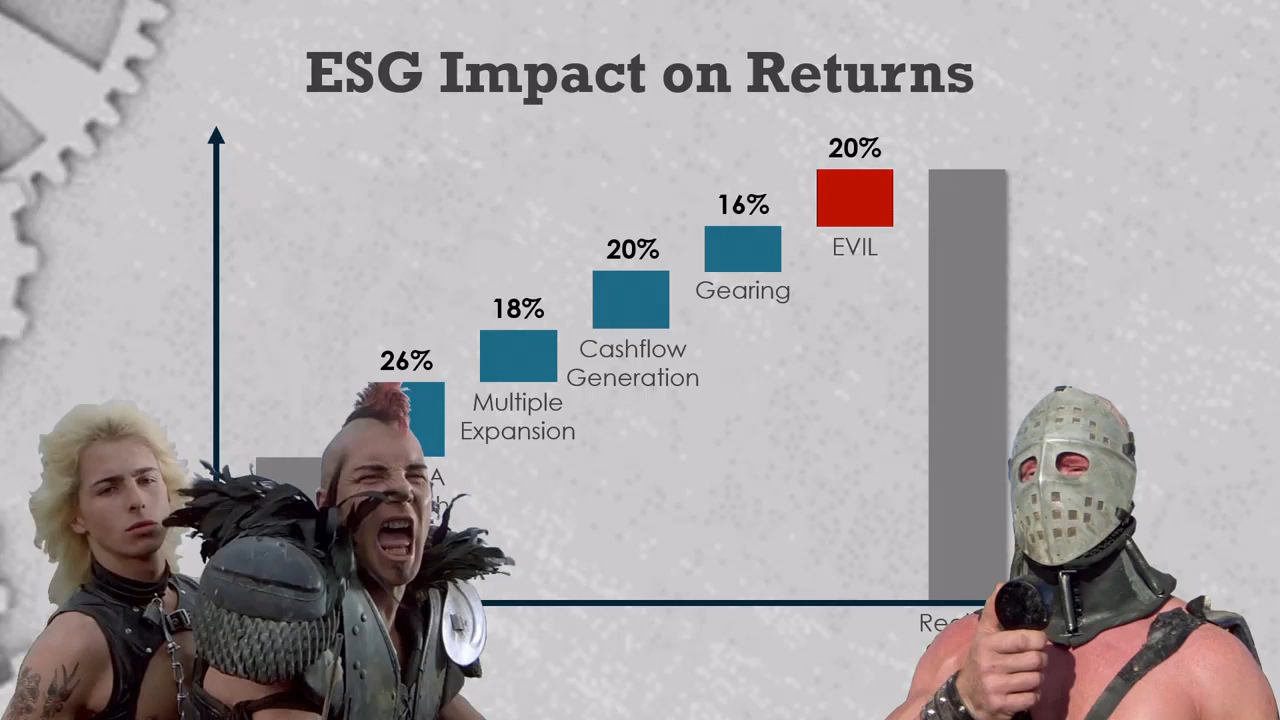 ESG Impact on Returns
26%
18%
Multiple
Expansion
20%
Cashflow
Generation
16%
Gearing
20%
EVIL